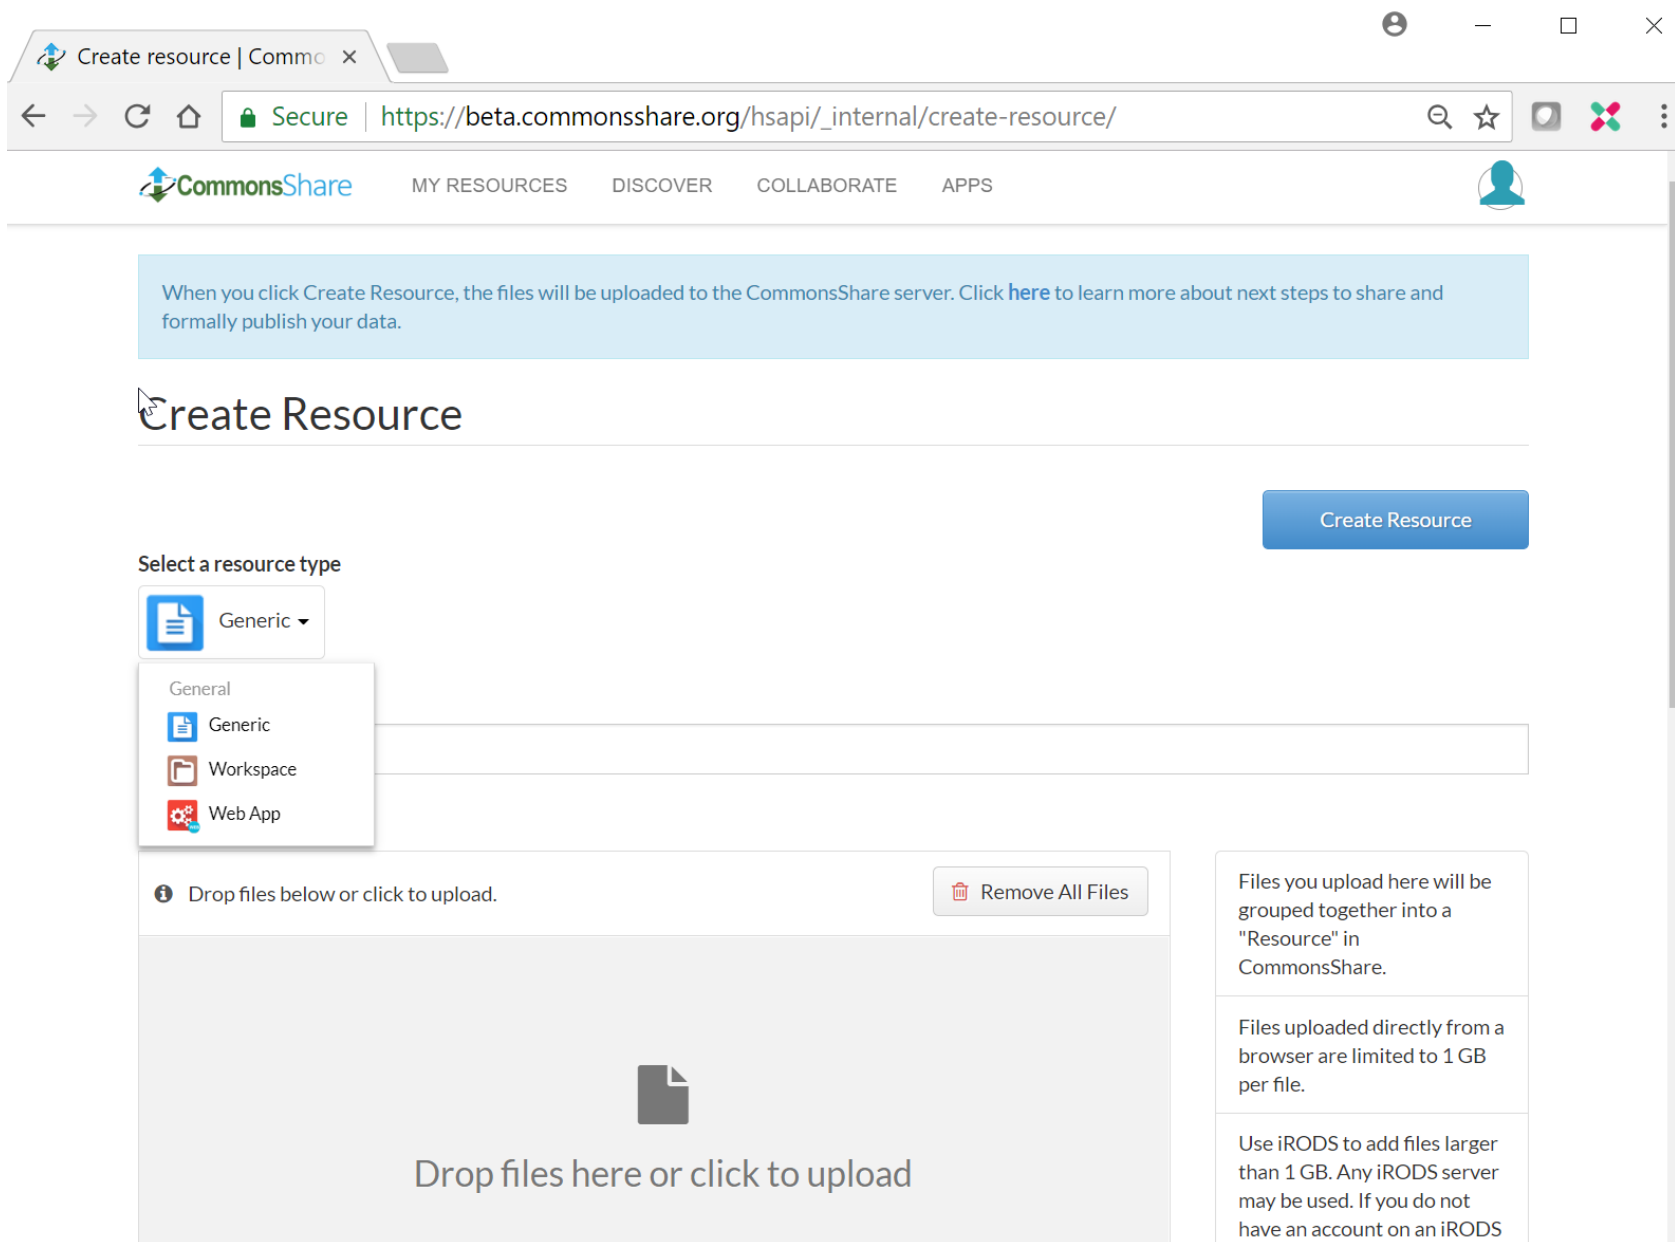 Create resource | Commo
Secure https://beta.commonsshare.org/hsapi/_internal/create-resource/
CommonsShare MY RESOURCES DISCOVER COLLABORATE APPS
When you click Create Resource, the files will be uploaded to the CommonsShare server. Click here to learn more about next steps to share and
formally publish your data.
Create Resource
Create Resource
Select a resource type
Generic
General
Generic
Workspace
Web App
Drop files below or click to upload.
Remove All Files
Drop files here or click to upload
Files you upload here will be
grouped together into a
"Resource" in
CommonsShare.
Files uploaded directly from a
browser are limited to 1 GB
per file.
Use iRODS to add files larger
than 1 GB. Any iRODS server
may be used. If you do not
have an account on an iRODS